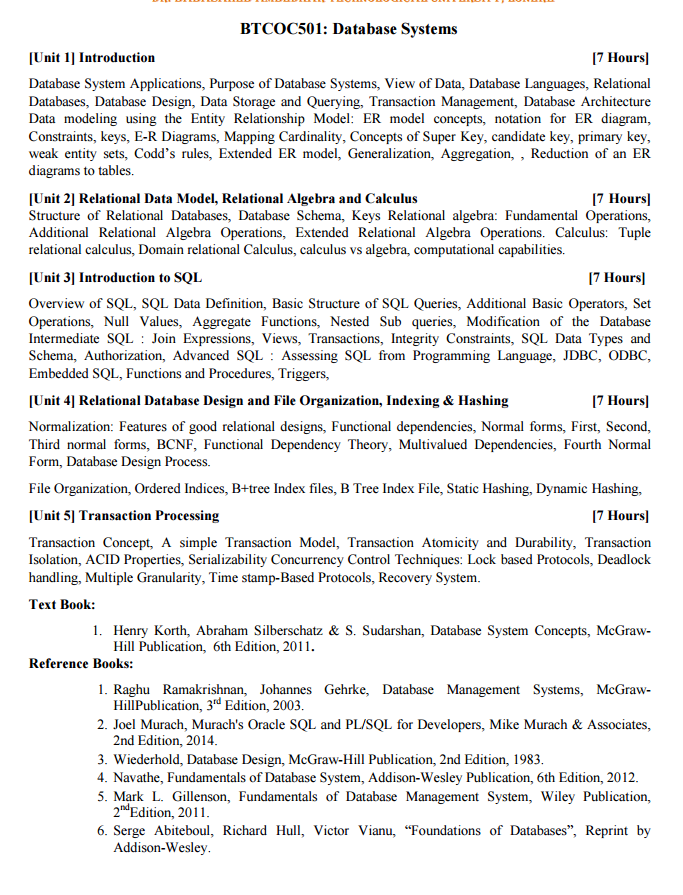 BTCOC501: Database Systems
[Unit 1] Introduction [7 Hours]
Database System Applications, Purpose of Database Systems, View of Data, Database Languages, Relational
Databases, Database Design, Data Storage and Querying, Transaction Management, Database Architecture
Data modeling using the Entity Relationship Model: ER model concepts, notation for ER diagram,
Constraints, keys, E-R Diagrams, Mapping Cardinality, Concepts of Super Key, candidate key, primary key,
weak entity sets, Codd’s rules, Extended ER model, Generalization, Aggregation, , Reduction of an ER
diagrams to tables.
[Unit 2] Relational Data Model, Relational Algebra and Calculus [7 Hours]
Structure of Relational Databases, Database Schema, Keys Relational algebra: Fundamental Operations,
Additional Relational Algebra Operations, Extended Relational Algebra Operations. Calculus: Tuple
relational calculus, Domain relational Calculus, calculus vs algebra, computational capabilities.
[Unit 3] Introduction to SQL [7 Hours]
Overview of SQL, SQL Data Definition, Basic Structure of SQL Queries, Additional Basic Operators, Set
Operations, Null Values, Aggregate Functions, Nested Sub queries, Modification of the Database
Intermediate SQL : Join Expressions, Views, Transactions, Integrity Constraints, SQL Data Types and
Schema, Authorization, Advanced SQL : Assessing SQL from Programming Language, JDBC, ODBC,
Embedded SQL, Functions and Procedures, Triggers,
[Unit 4] Relational Database Design and File Organization, Indexing & Hashing [7 Hours]
Normalization: Features of good relational designs, Functional dependencies, Normal forms, First, Second,
Third normal forms, BCNF, Functional Dependency Theory, Multivalued Dependencies, Fourth Normal
Form, Database Design Process.
File Organization, Ordered Indices, B+tree Index files, B Tree Index File, Static Hashing, Dynamic Hashing,
[Unit 5] Transaction Processing [7 Hours]
Transaction Concept, A simple Transaction Model, Transaction Atomicity and Durability, Transaction
Isolation, ACID Properties, Serializability Concurrency Control Techniques: Lock based Protocols, Deadlock
handling, Multiple Granularity, Time stamp-Based Protocols, Recovery System.
Text Book:
1. Henry Korth, Abraham Silberschatz & S. Sudarshan, Database System Concepts, McGraw-
Hill Publication, 6th Edition, 2011.
Reference Books:
1. Raghu Ramakrishnan, Johannes Gehrke, Database Management Systems, McGraw-
HillPublication, 3rd Edition, 2003.
2. Joel Murach, Murach's Oracle SQL and PL/SQL for Developers, Mike Murach & Associates,
2nd Edition, 2014.
3. Wiederhold, Database Design, McGraw-Hill Publication, 2nd Edition, 1983.
4. Navathe, Fundamentals of Database System, Addison-Wesley Publication, 6th Edition, 2012.
5. Mark L. Gillenson, Fundamentals of Database Management System, Wiley Publication,
2ndEdition, 2011.
6. Serge Abiteboul, Richard Hull, Victor Vianu, “Foundations of Databases”, Reprint by
Addison-Wesley.